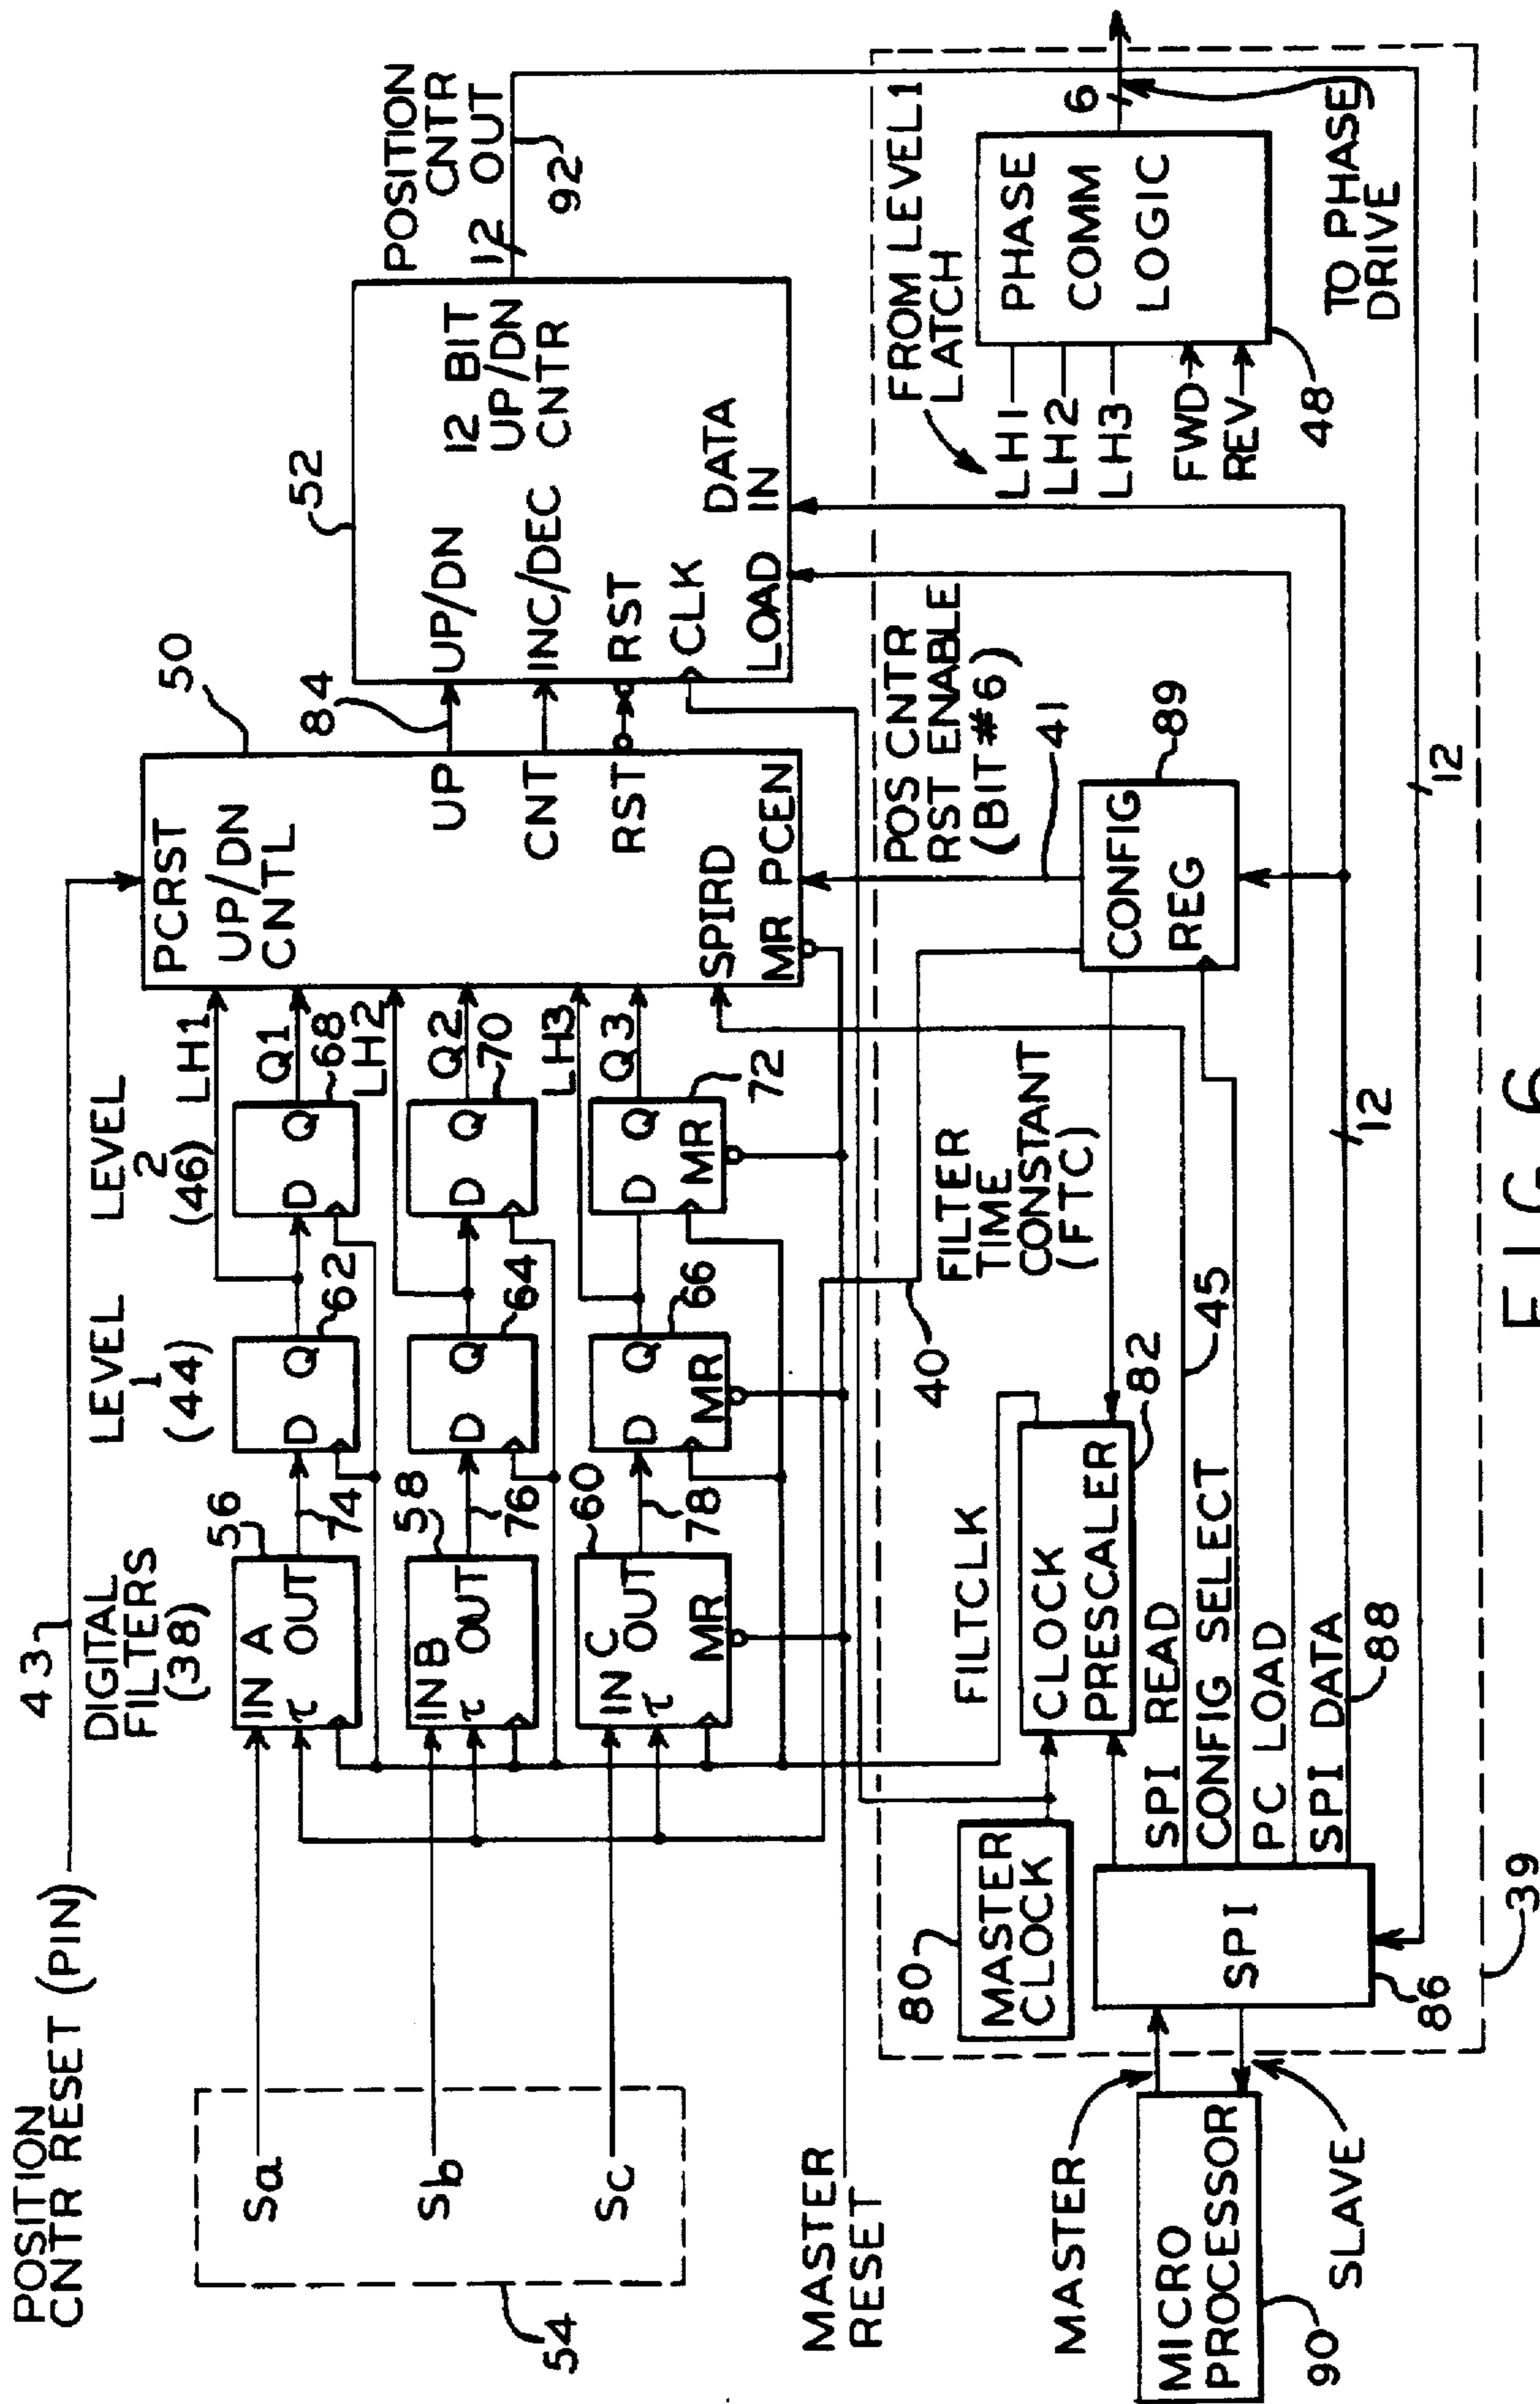 POSITION
CNTR RESET (PIN)
43
DIGITAL
FILTERS
(38)
LEVEL
1
(44)
LEVEL
2
(46)
Sa
Sb
Sc
54
IN A
OUT
τ
56
74
IN B
OUT
τ
58
76
IN C
OUT
τ
MR
60
78
D Q
62
D Q
64
D Q
MR
66
LH1
Q1
68
D Q
LH2
Q2
70
D Q
LH3
Q3
D Q
MR
72
PCRST
UP/DN
CNTL
UP
CNT
RST
SPIRD
MR PCEN
50
84
52
12 BIT
UP/DN
CNTR
UP/DN
INC/DEC
RST
CLK
LOAD
DATA
IN
POSITION
CNTR
12 OUT
92
MASTER
RESET
FILTCLK
40
FILTER
TIME
CONSTANT
(FTC)
POS CNTR
RST ENABLE
(BIT #6)
41
FROM LEVEL 1
LATCH
LH1
LH2
LH3
FWD
REV
PHASE
COMM
LOGIC
48
6
TO PHASE
DRIVE
80
MASTER
CLOCK
CLOCK
PRESCALER
82
CONFIG
REG
89
SPI READ
45
CONFIG SELECT
PC LOAD
SPI DATA
88
12
12
SPI
86
39
MASTER
SLAVE
MICRO
PROCESSOR
90
FIG. 6